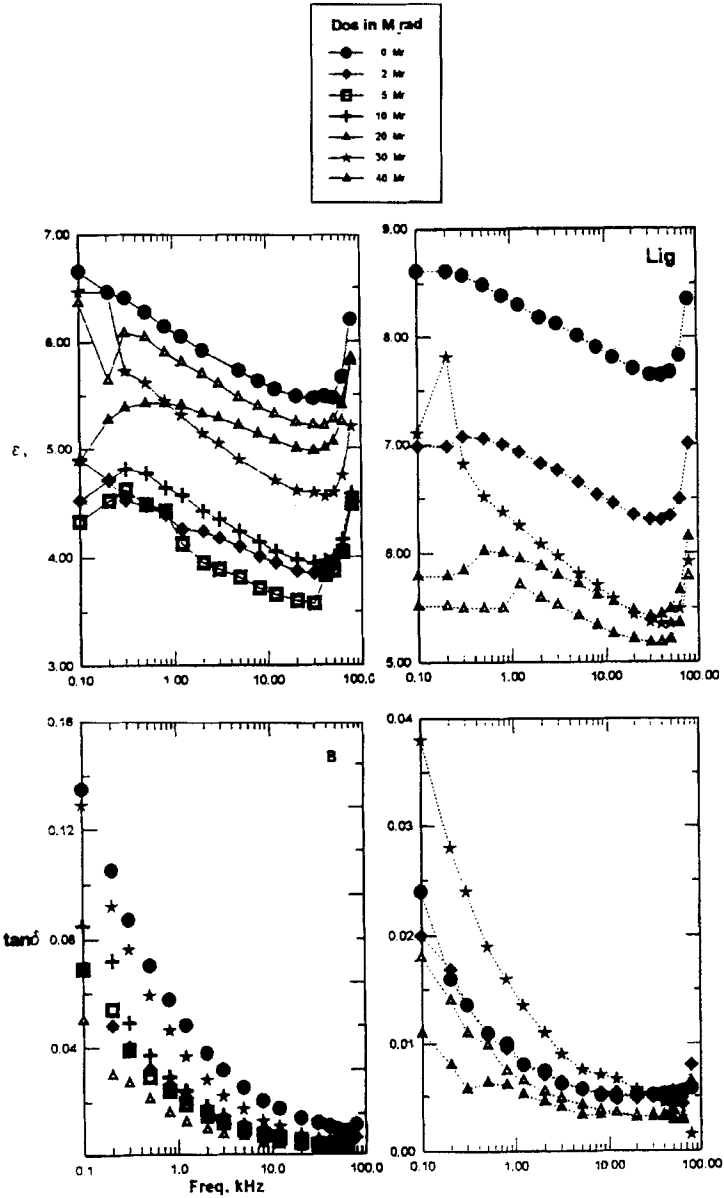 Dos in M rad
0 Mr
2 Mr
5 Mr
10 Mr
20 Mr
30 Mr
40 Mr
7.00
6.00
ε,
5.00
4.00
3.00
0.10 1.00 10.00 100.0
9.00
Lig
8.00
7.00
6.00
5.00
0.10 1.00 10.00 100.00
0.16
B
0.12
0.08
tanδ
0.04
0.1 1.0 10.0 100.0
Freq. kHz
0.04
0.03
0.02
0.01
0.00
0.10 1.00 10.00 100.00